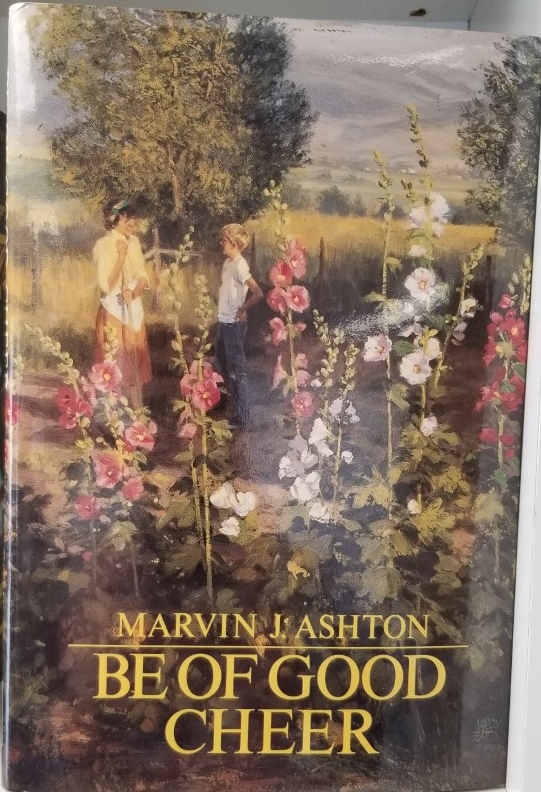 MARVIN J. ASHTON
BE OF GOOD
CHEER